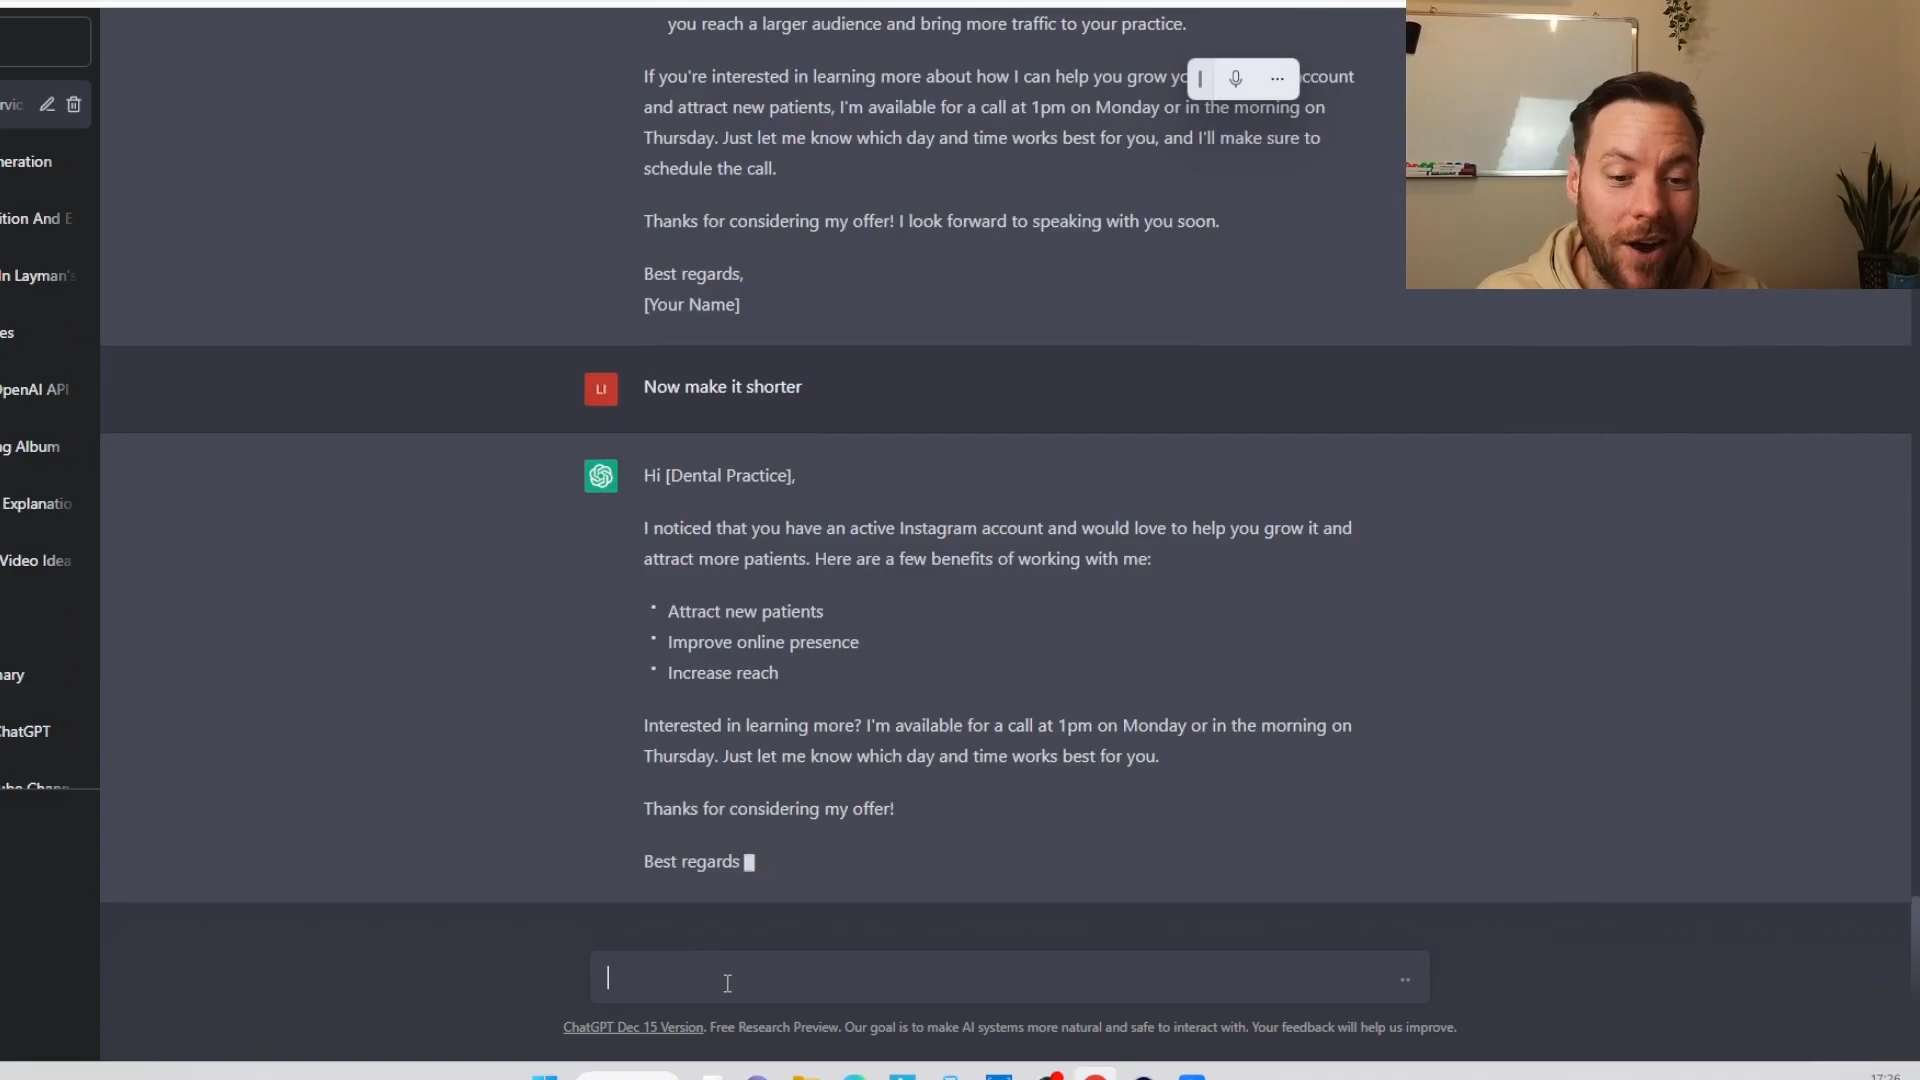 you reach a larger audience and bring more traffic to your practice.
If you're interested in learning more about how I can help you grow yo ccount
and attract new patients, I'm available for a call at 1pm on Monday or in the morning on
Thursday. Just let me know which day and time works best for you, and I'll make sure to
schedule the call.
Thanks for considering my offer! I look forward to speaking with you soon.
Best regards,
[Your Name]
LI
Now make it shorter
Hi [Dental Practice],
I noticed that you have an active Instagram account and would love to help you grow it and
attract more patients. Here are a few benefits of working with me:
• Attract new patients
• Improve online presence
• Increase reach
Interested in learning more? I'm available for a call at 1pm on Monday or in the morning on
Thursday. Just let me know which day and time works best for you.
Thanks for considering my offer!
Best regards
ChatGPT Dec 15 Version. Free Research Preview. Our goal is to make AI systems more natural and safe to interact with. Your feedback will help us improve.
rvic
neration
ition And E
In Layman's
es
OpenAI API
ng Album
Explanatio
Video Idea
nary
ChatGPT
17:26